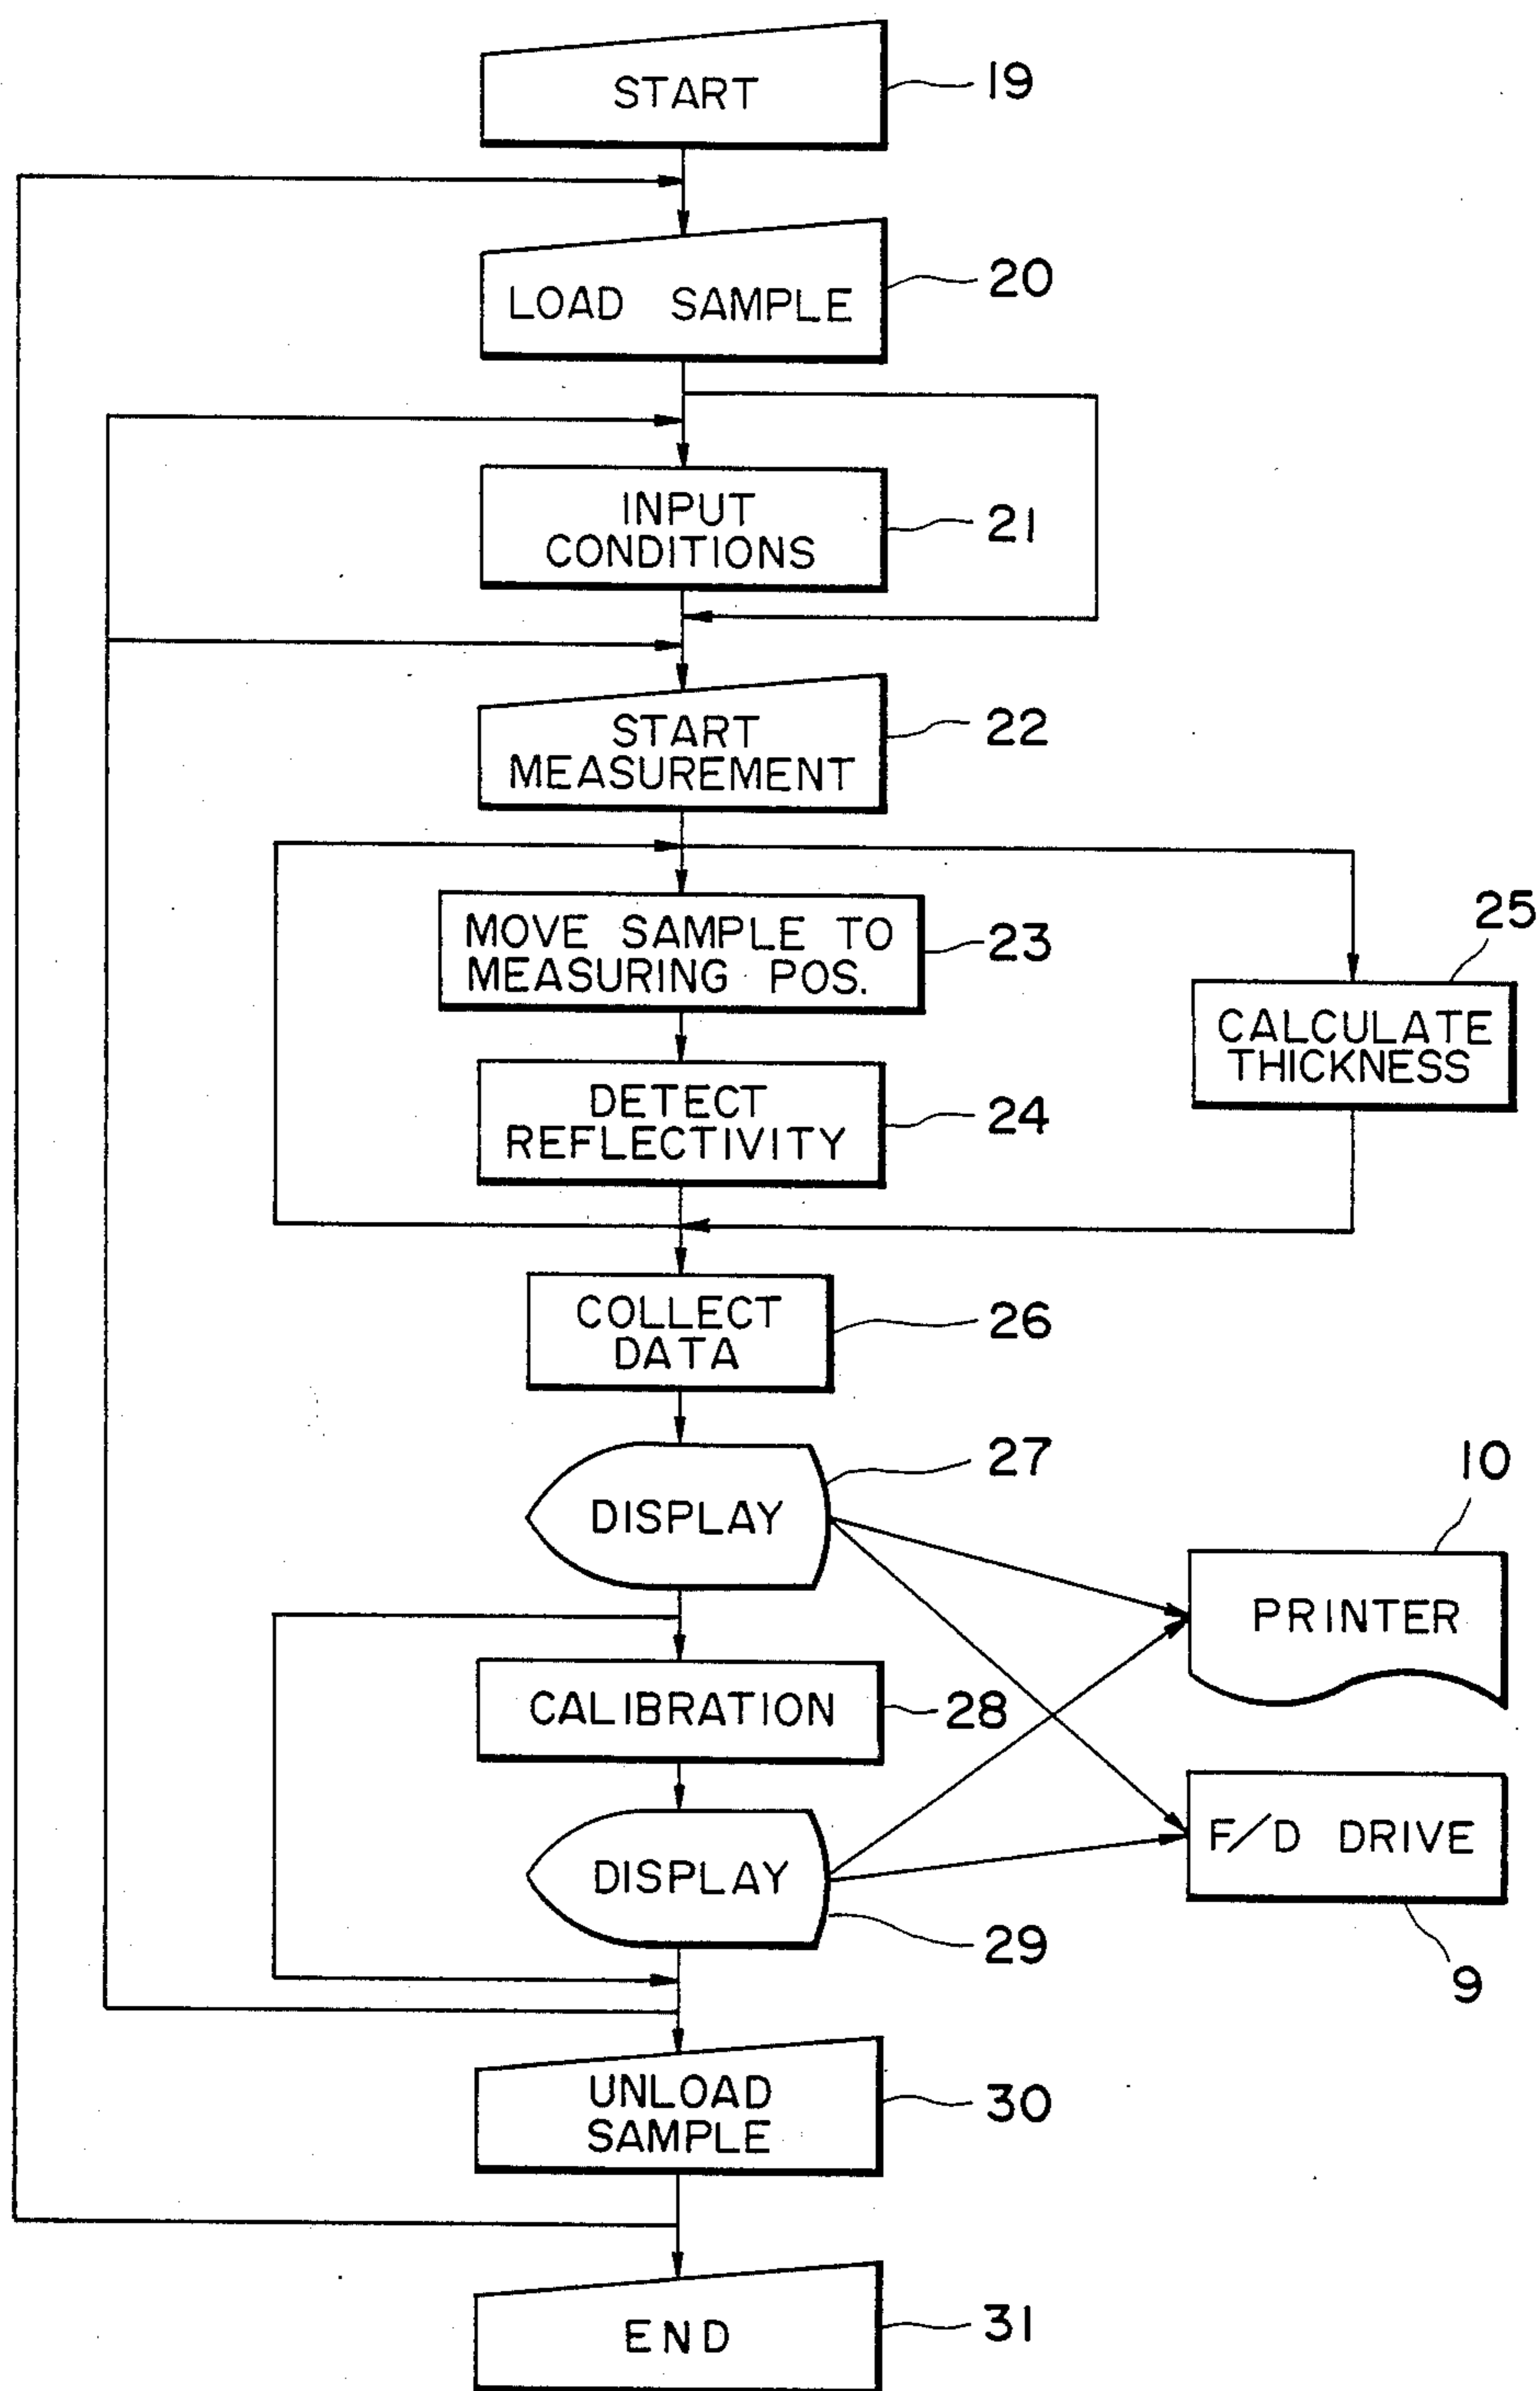 START
19
LOAD SAMPLE
20
INPUT
CONDITIONS
21
START
MEASUREMENT
22
MOVE SAMPLE TO
MEASURING POS.
23
25
CALCULATE
THICKNESS
DETECT
REFLECTIVITY
24
COLLECT
DATA
26
DISPLAY
27
10
PRINTER
CALIBRATION
28
F/D DRIVE
9
DISPLAY
29
UNLOAD
SAMPLE
30
END
31